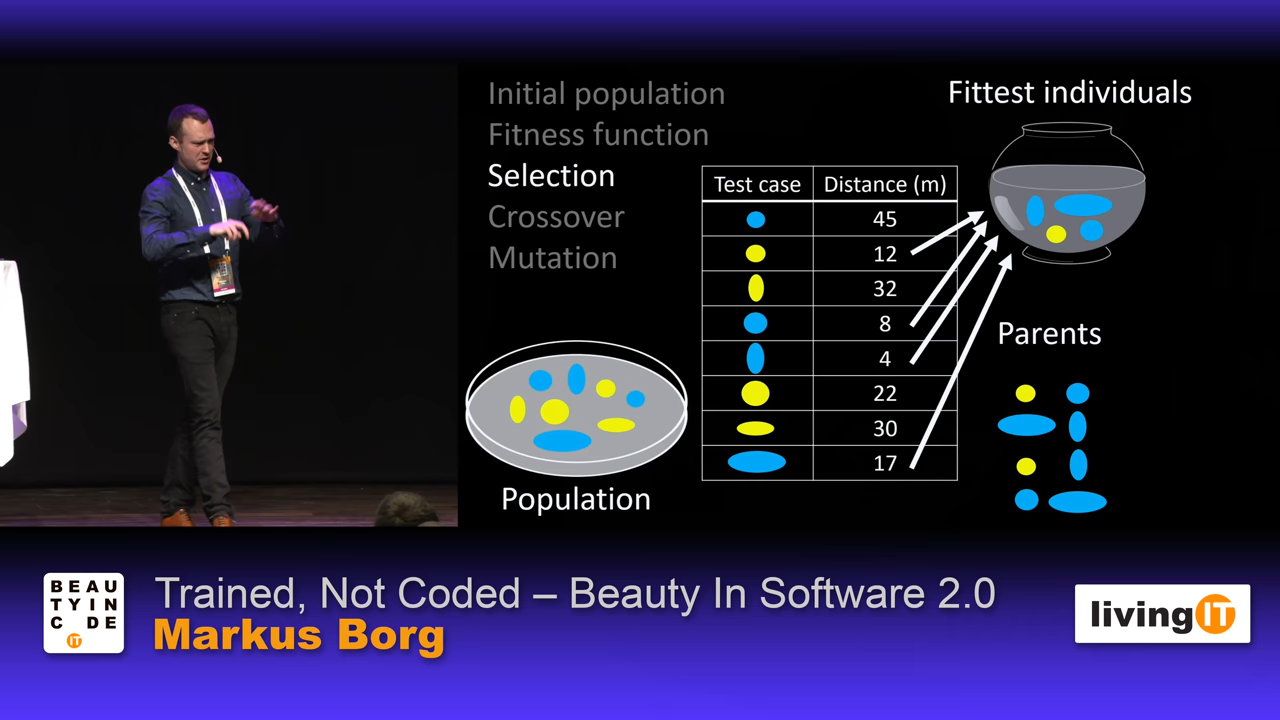 Initial population
Fitness function
Selection
Crossover
Mutation
Fittest individuals
Test case Distance (m)
45
12
32
8
4
22
30
17
Population
Parents
BEAU
TYIN
C DE
IT
Trained, Not Coded – Beauty In Software 2.0
Markus Borg
livingIT